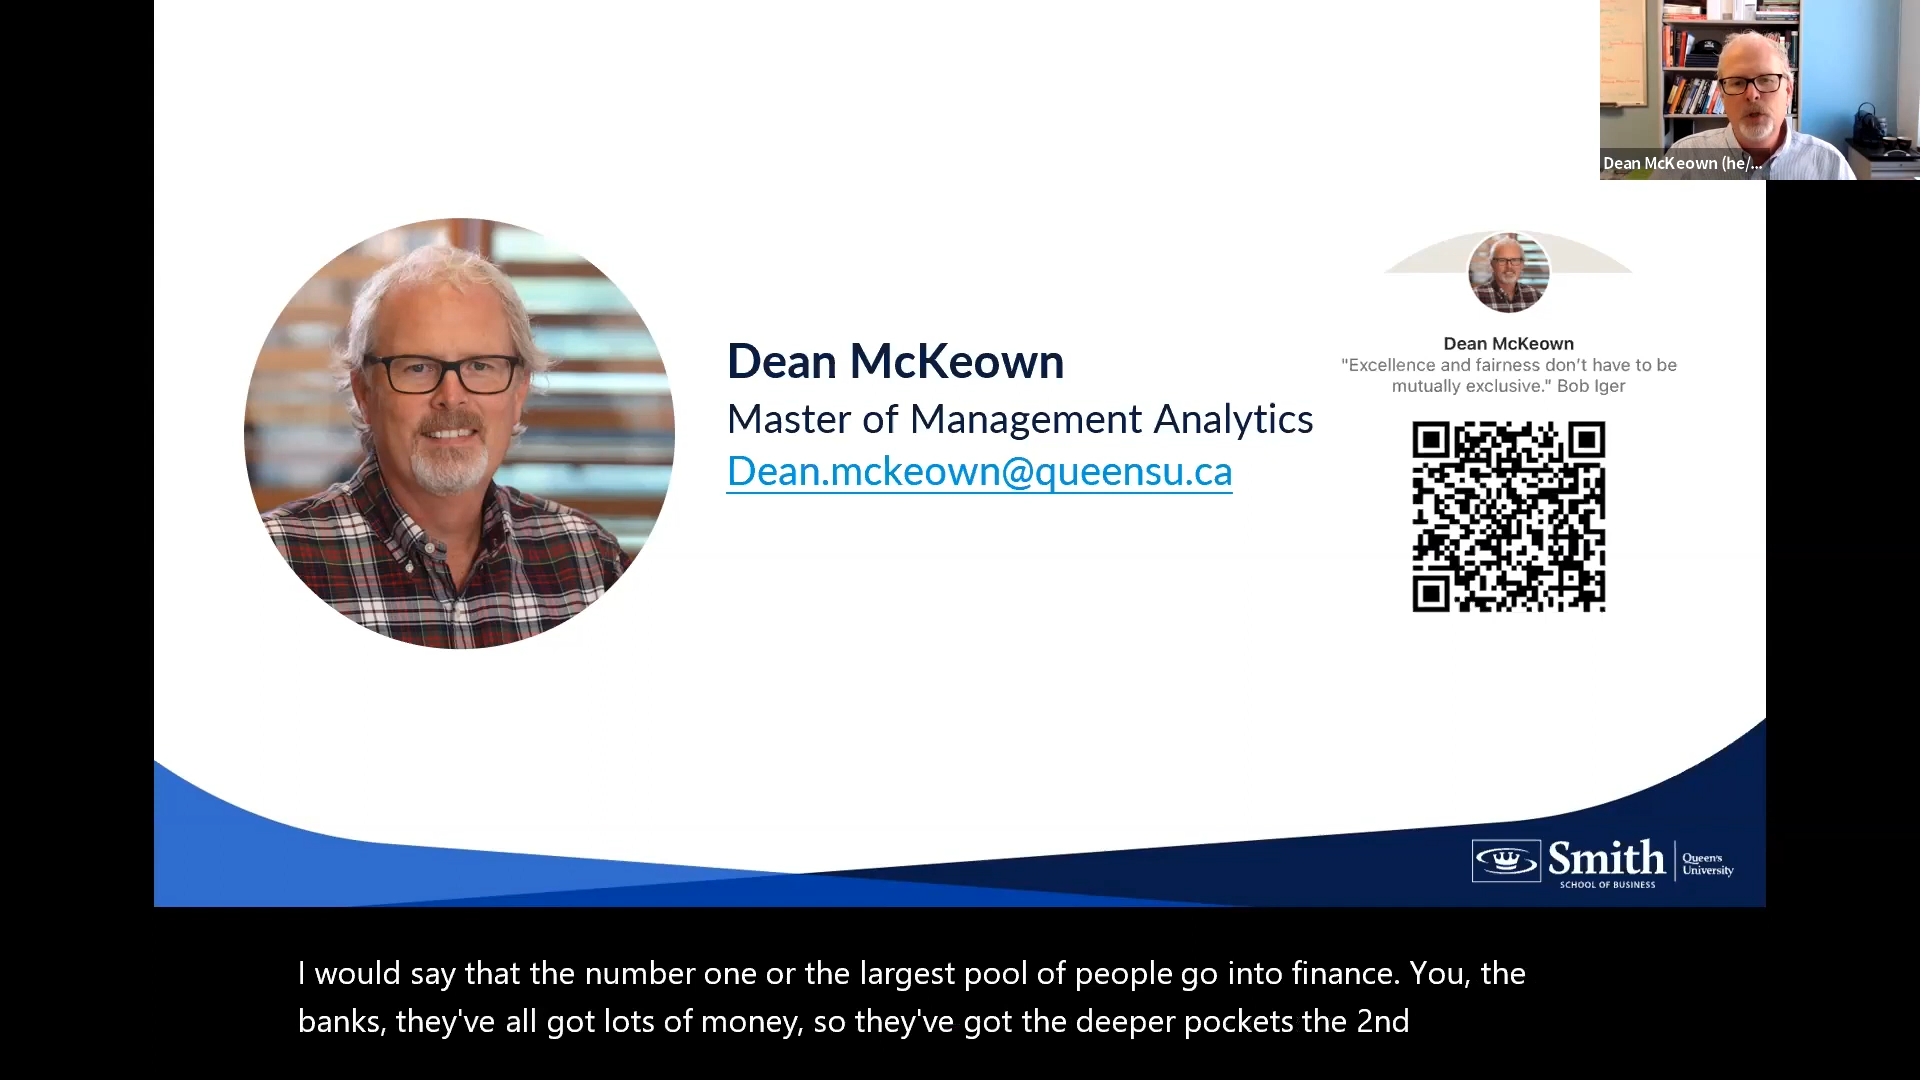 Dean McKeown (he/...
Dean McKeown
Master of Management Analytics
Dean.mckeown@queensu.ca
Dean McKeown
"Excellence and fairness don't have to be
mutually exclusive." Bob Iger
Smith
SCHOOL OF BUSINESS
Queen's
University
I would say that the number one or the largest pool of people go into finance. You, the
banks, they've all got lots of money, so they've got the deeper pockets the 2nd